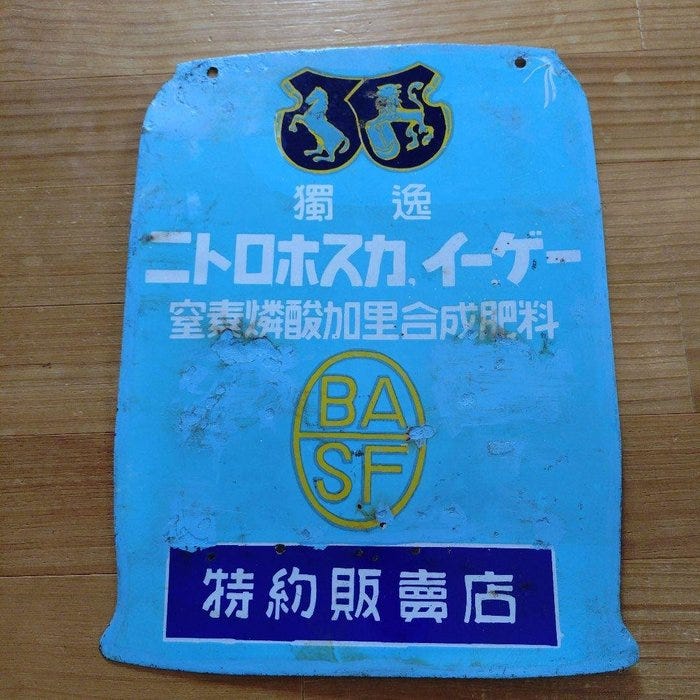 獨逸
ニトロホスカ,イーゲー
窒素燐酸加里合成肥料
BA
SF
特約販賣店